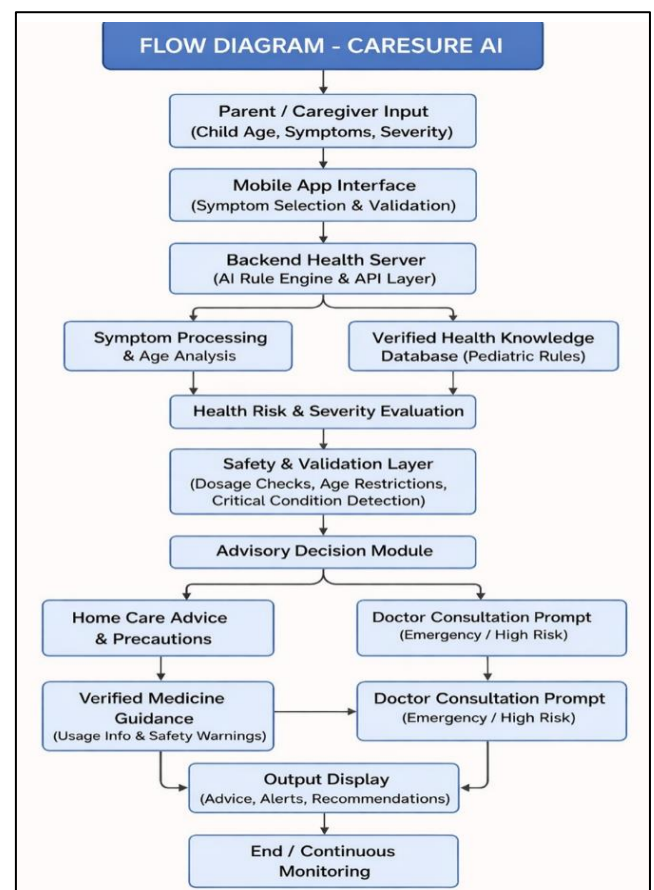 FLOW DIAGRAM - CARESURE AI
Parent / Caregiver Input
(Child Age, Symptoms, Severity)
Mobile App Interface
(Symptom Selection & Validation)
Backend Health Server
(AI Rule Engine & API Layer)
Symptom Processing
& Age Analysis
Verified Health Knowledge
Database (Pediatric Rules)
Health Risk & Severity Evaluation
Safety & Validation Layer
(Dosage Checks, Age Restrictions,
Critical Condition Detection)
Advisory Decision Module
Home Care Advice
& Precautions
Doctor Consultation Prompt
(Emergency / High Risk)
Verified Medicine
Guidance
(Usage Info & Safety Warnings)
Doctor Consultation Prompt
(Emergency / High Risk)
Output Display
(Advice, Alerts, Recommendations)
End / Continuous
Monitoring